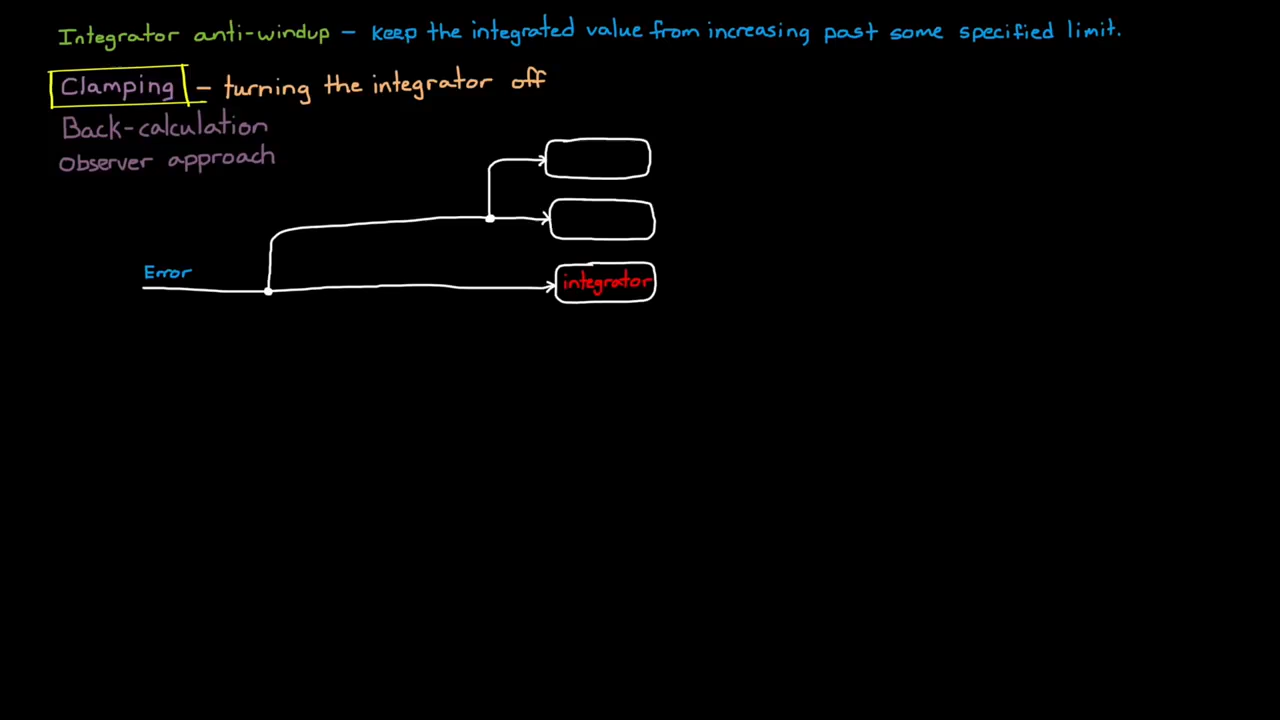 Integrator anti-windup - keep the integrated value from increasing past some specified limit.
Clamping - turning the integrator off
Back-calculation
Observer approach
Error
integrator